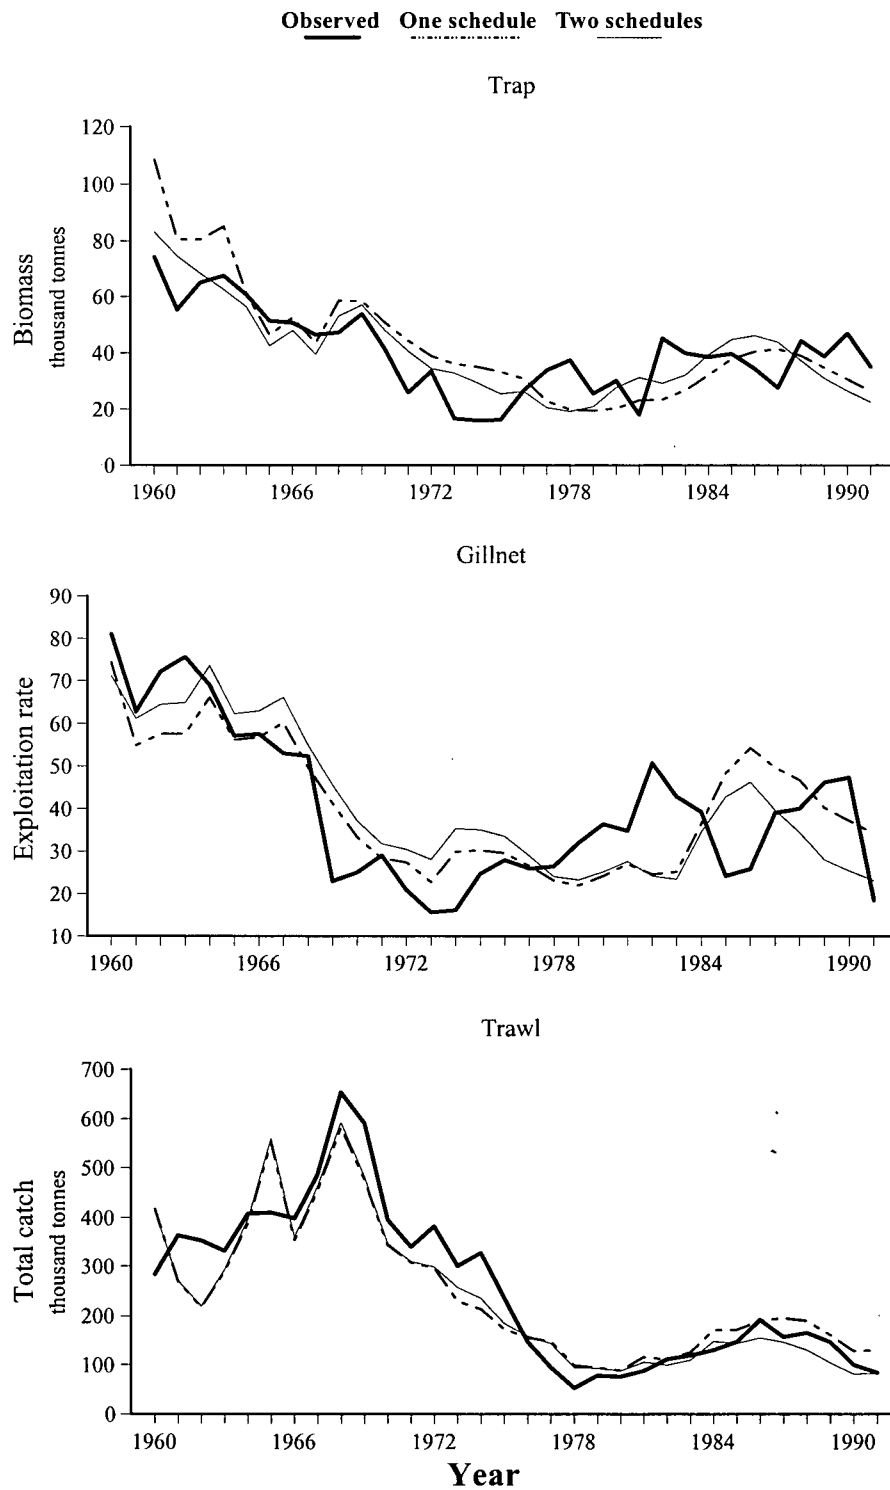 Observed One schedule Two schedules
Trap
Biomass
thousand tonnes
120
100
80
60
40
20
0
1960 1966 1972 1978 1984 1990
Gillnet
Exploitation rate
90
80
70
60
50
40
30
20
10
1960 1966 1972 1978 1984 1990
Trawl
Total catch
thousand tonnes
700
600
500
400
300
200
100
0
1960 1966 1972 1978 1984 1990
Year